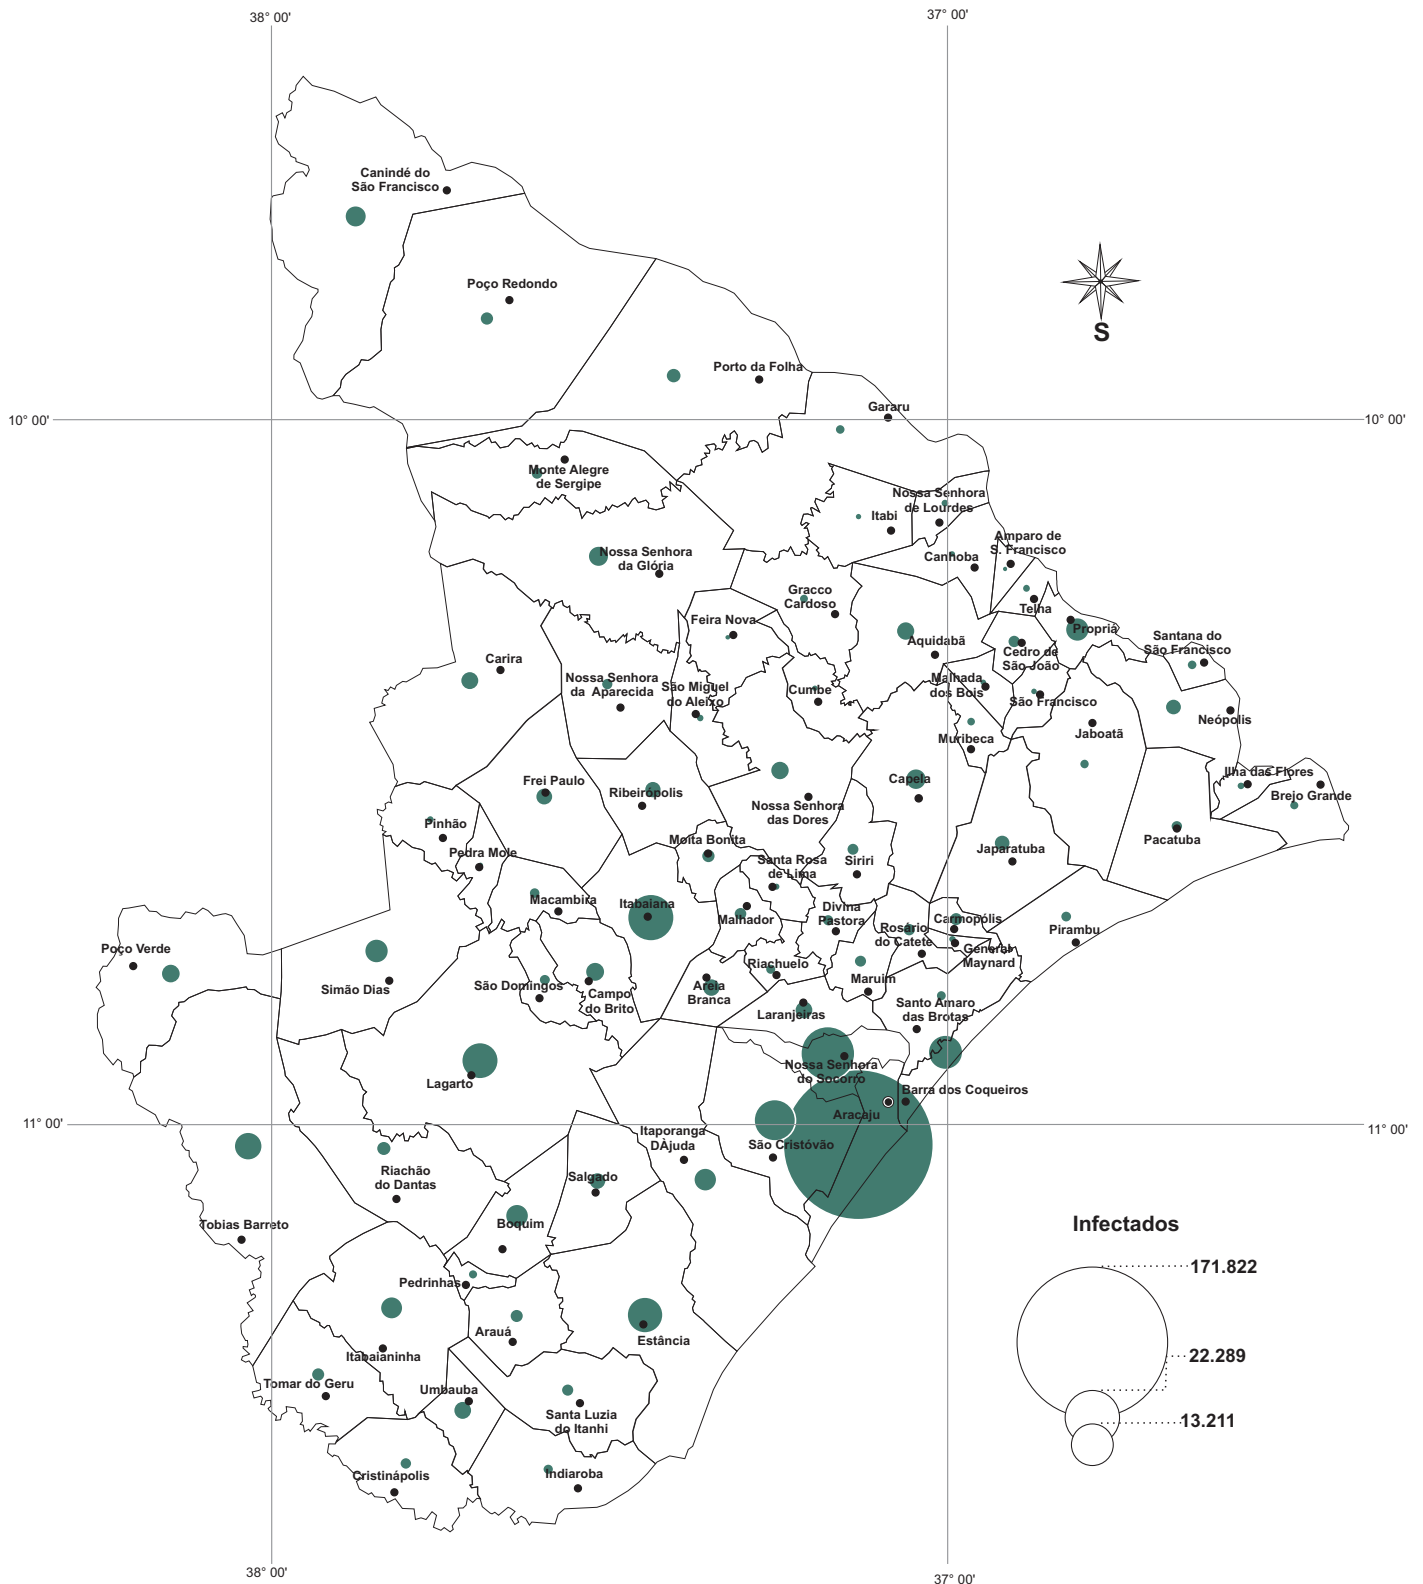 38° 00'
37° 00'
Canindé do
São Francisco
Poço Redondo
S
Porto da Folha
Gararu
10° 00'
10° 00'
Monte Alegre
de Sergipe
Nossa Senhora
de Lourdes
Itabi
Amparo de
S. Francisco
Canhoba
Nossa Senhora
da Glória
Gracco
Cardoso
Telha
Feira Nova
Propriá
Aquidabã
Santana do
São Francisco
Cedro de
São João
Carira
Nossa Senhora
da Aparecida
São Miguel
do Aleixo
Cumbe
Malhada
dos Bois
São Francisco
Neópolis
Jaboatã
Muribeca
Frei Paulo
Ribeirópolis
Capela
Ilha das Flores
Brejo Grande
Nossa Senhora
das Dores
Pinhão
Moita Bonita
Pacatuba
Pedra Mole
Santa Rosa
de Lima
Siriri
Japaratuba
Macambira
Itabaiana
Malhador
Divina
Pastora
Carmopólis
Rosário
do Catete
Pirambu
General
Maynard
Poço Verde
Simão Dias
São Domingos
Campo
do Brito
Areia
Branca
Riachuelo
Maruim
Laranjeiras
Santo Amaro
das Brotas
Nossa Senhora
do Socorro
Lagarto
Barra dos Coqueiros
Aracaju
11° 00'
11° 00'
Itaporanga
DÀjuda
São Cristóvão
Riachão
do Dantas
Salgado
Tobias Barreto
Boquim
Infectados
Pedrinhas
171.822
Arauá
Estância
Itabaianinha
22.289
Tomar do Geru
Umbauba
Santa Luzia
do Itanhi
13.211
Cristinápolis
Indiaroba
38° 00'
37° 00'